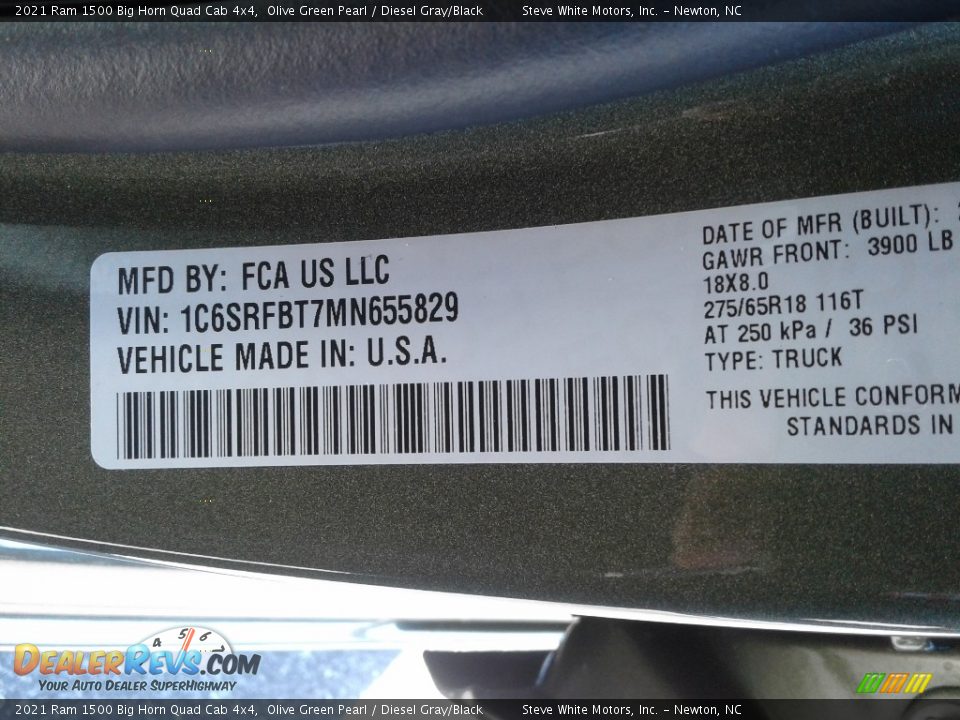 2021 Ram 1500 Big Horn Quad Cab 4x4, Olive Green Pearl / Diesel Gray/Black Steve White Motors, Inc. - Newton, NC
MFD BY: FCA US LLC
VIN: 1C6SRFBT7MN655829
VEHICLE MADE IN: U.S.A.
DATE OF MFR (BUILT):
GAWR FRONT: 3900 LB
18X8.0
275/65R18 116T
AT 250 kPa / 36 PSI
TYPE: TRUCK
THIS VEHICLE CONFORM
STANDARDS IN
4 5 6
DEALERREVS.COM
YOUR AUTO DEALER SUPERHIGHWAY
2021 Ram 1500 Big Horn Quad Cab 4x4, Olive Green Pearl / Diesel Gray/Black Steve White Motors, Inc. - Newton, NC